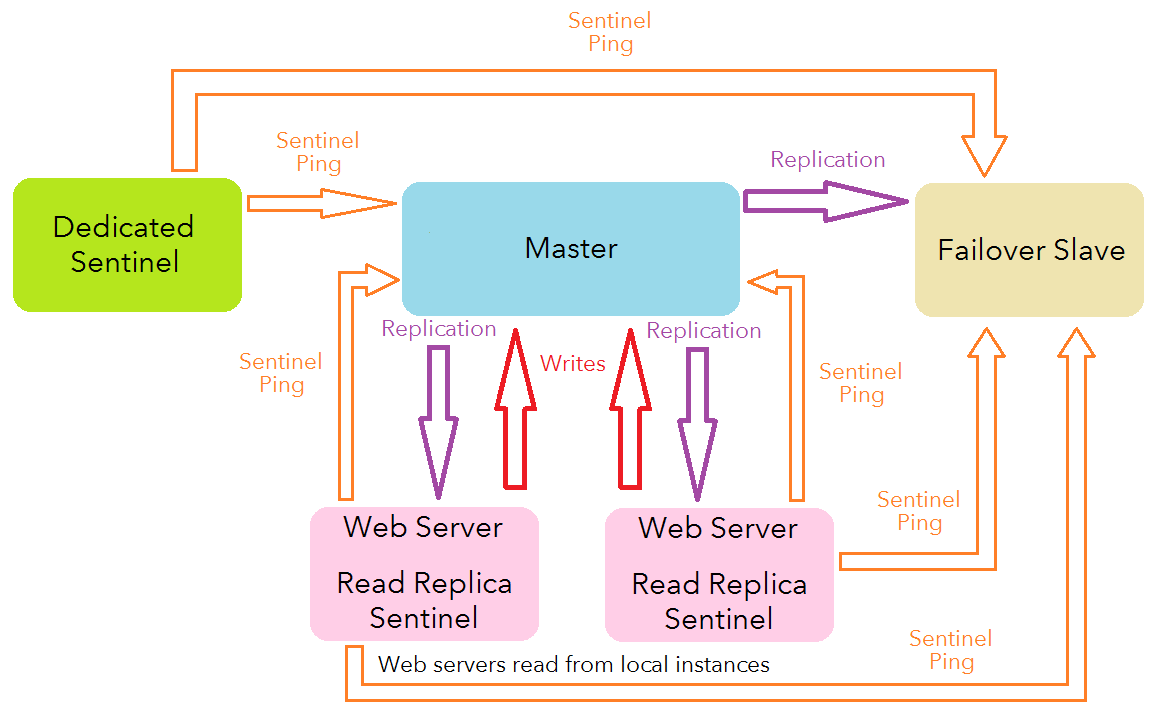 Sentinel
Ping
Sentinel
Ping
Replication
Dedicated
Sentinel
Master
Failover Slave
Replication
Replication
Sentinel
Ping
Writes
Sentinel
Ping
Sentinel
Ping
Web Server
Read Replica
Sentinel
Web Server
Read Replica
Sentinel
Sentinel
Ping
Web servers read from local instances